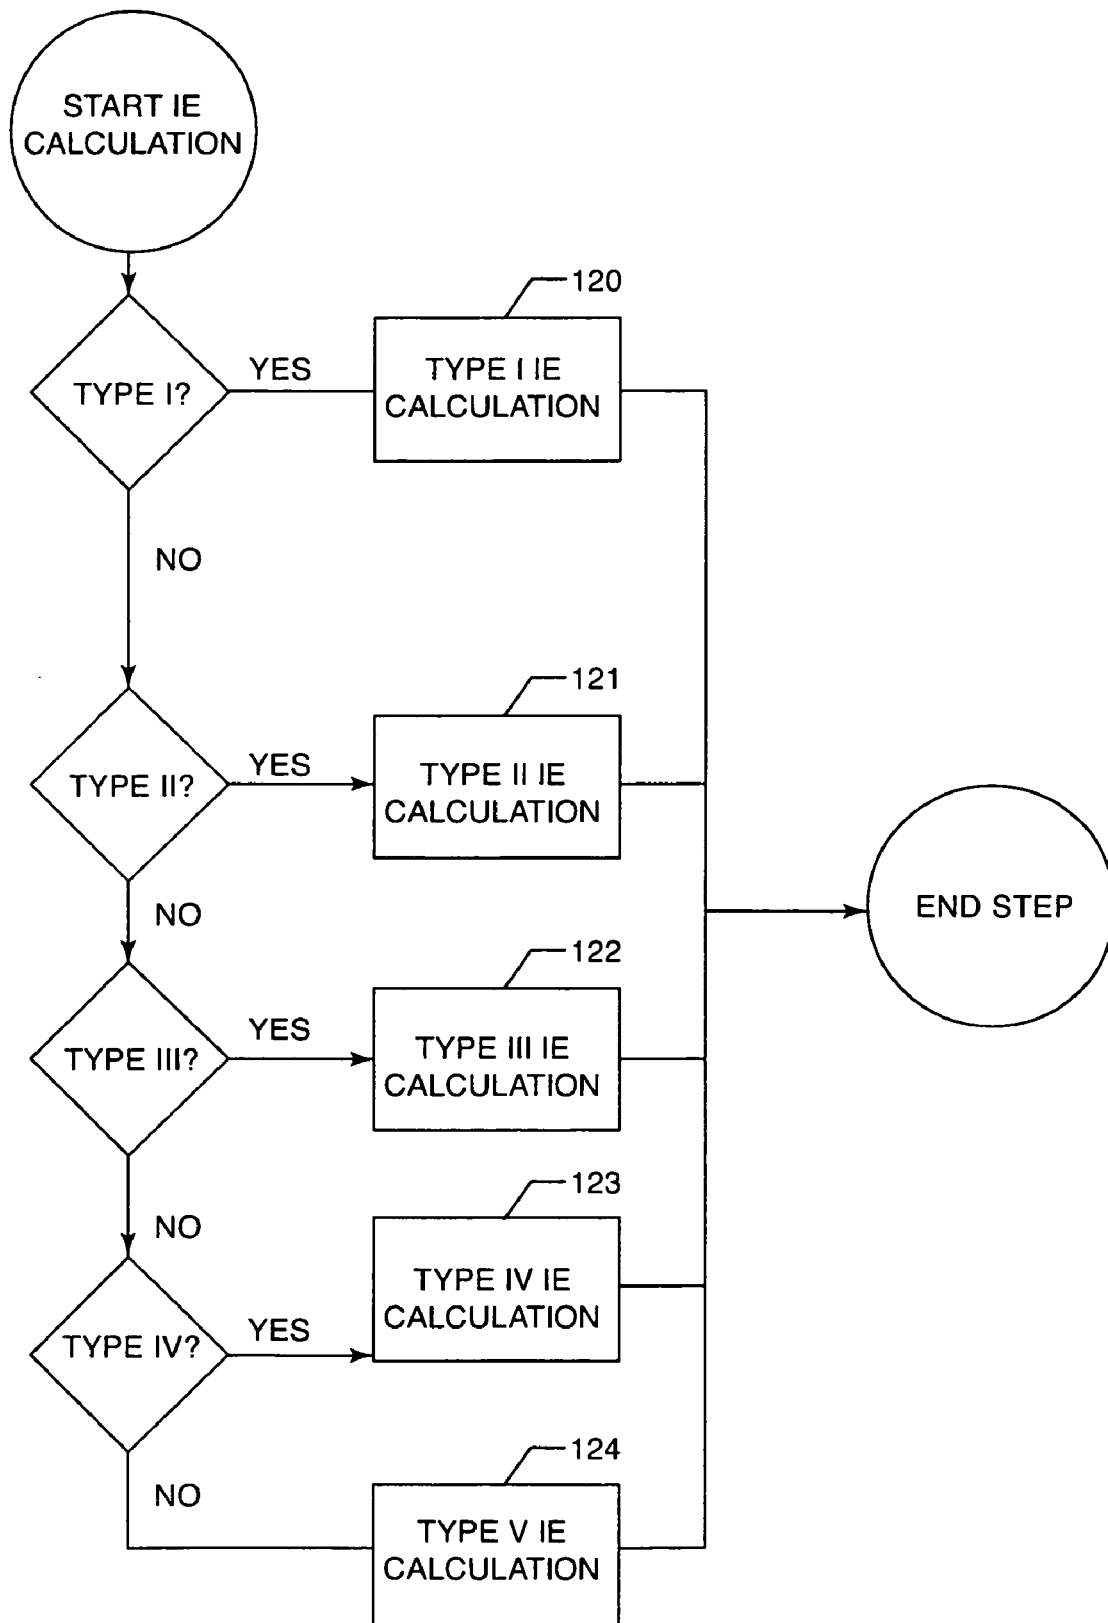 START IE
CALCULATION
120
TYPE I?
YES
TYPE I IE
CALCULATION
NO
121
TYPE II?
YES
TYPE II IE
CALCULATION
END STEP
NO
122
TYPE III?
YES
TYPE III IE
CALCULATION
123
NO
TYPE IV?
YES
TYPE IV IE
CALCULATION
124
NO
TYPE V IE
CALCULATION